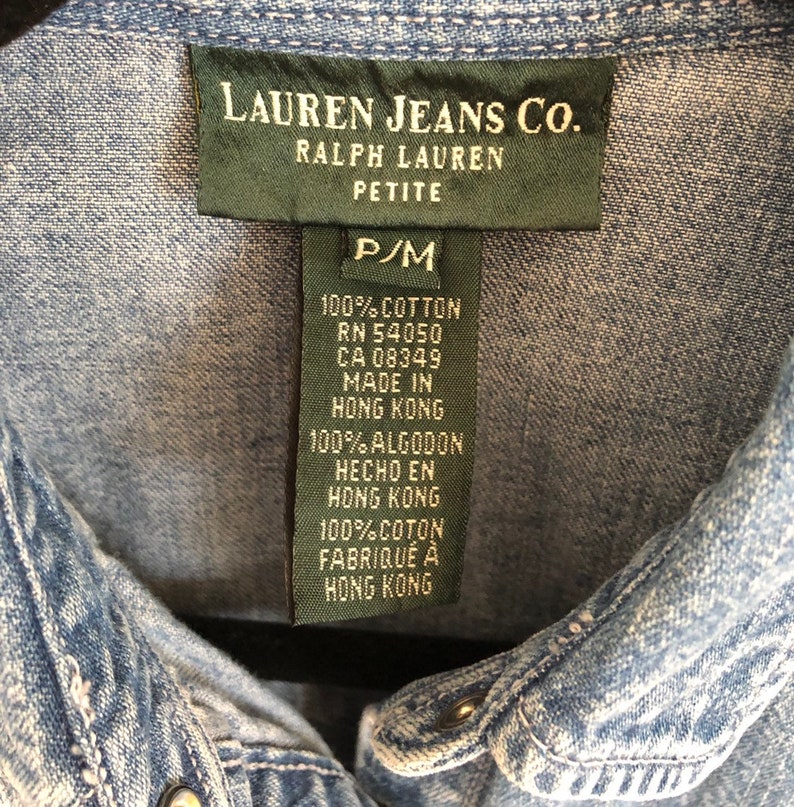 LAUREN JEANS CO.
RALPH LAUREN
PETITE
P/M
100% COTTON
RN 54050
CA 08349
MADE IN
HONG KONG
100% ALGODON
HECHO EN
HONG KONG
100% COTON
FABRIQUÉ À
HONG KONG